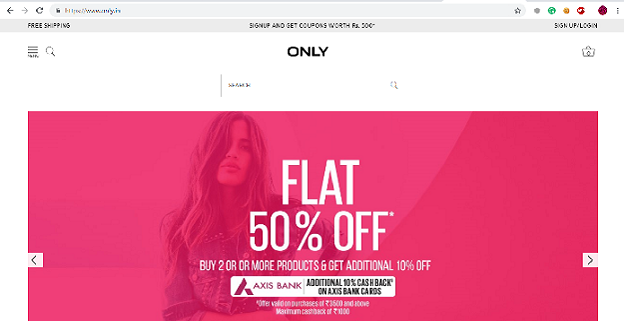 https://www.only.in
FREE SHIPPING
SIGNUP AND GET COUPONS WORTH Rs. 500*
SIGN UP/LOGIN
MENU
ONLY
0
SEARCH
FLAT
50% OFF*
BUY 2 OR DR MORE PRODUCTS & GET ADDITIONAL 10% OFF
AXIS BANK
ADDITIONAL 10% CASH BACK*
ON AXIS BANK CARDS
*Offer valid on purchases of ₹3500 and above
Maximum cashback of ₹1000